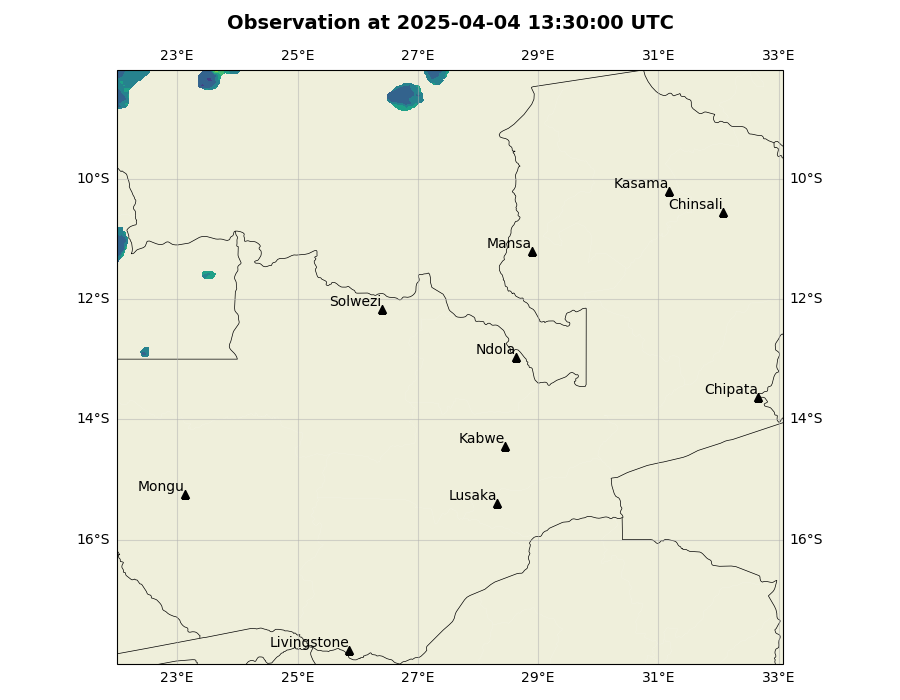 Observation at 2025-04-04 13:30:00 UTC
23°E 25°E 27°E 29°E 31°E 33°E
10°S 10°S
Kasama
Chinsali
Mansa
12°S 12°S
Solwezi
Ndola
Chipata
14°S 14°S
Kabwe
Mongu
Lusaka
16°S 16°S
Livingstone
23°E 25°E 27°E 29°E 31°E 33°E